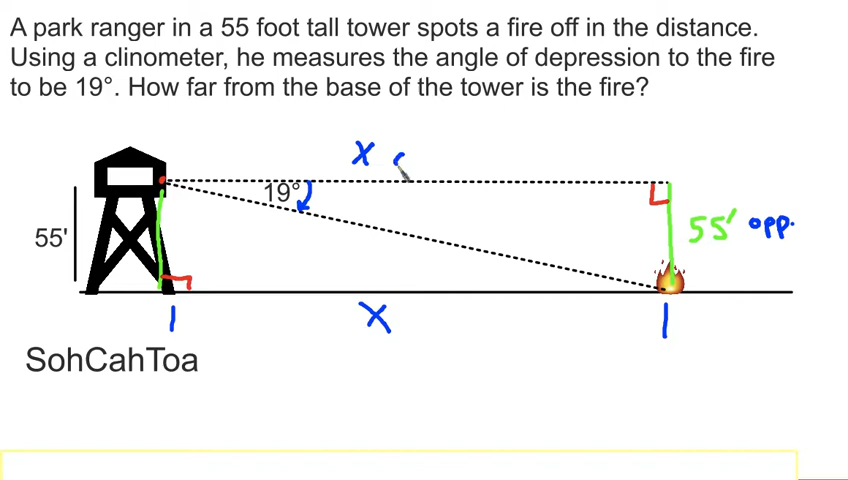 A park ranger in a 55 foot tall tower spots a fire off in the distance.
Using a clinometer, he measures the angle of depression to the fire
to be 19°. How far from the base of the tower is the fire?
x
19°
55'
55' opp.
x
SohCahToa